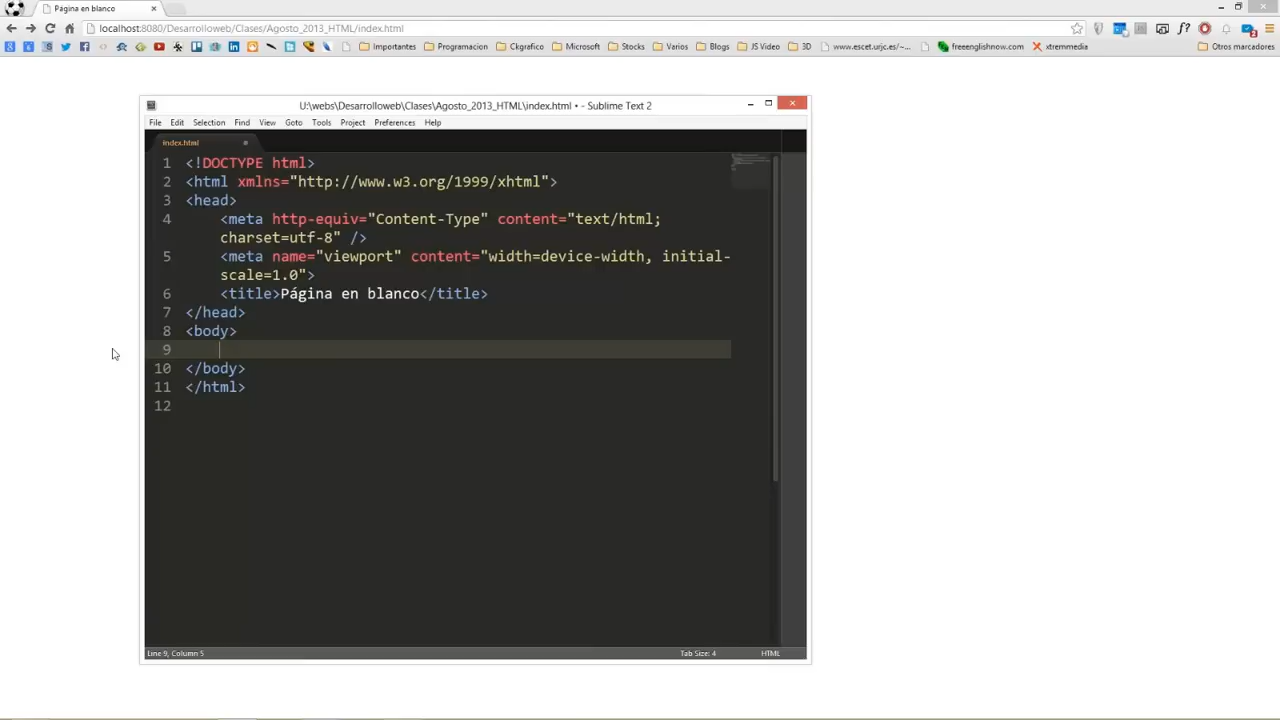 Página en blanco
localhost:8080/Desarrolloweb/Clases/Agosto_2013_HTML/index.html
Importantes Programacion Ckgrafico Microsoft Stocks Varios Blogs JS Video 3D www.escet.urjc.es/~... freeenglishnow.com xtremmedia Otros marcadores
U:\webs\Desarrolloweb\Clases\Agosto_2013_HTML\index.html • - Sublime Text 2
File Edit Selection Find View Goto Tools Project Preferences Help
index.html
1 <!DOCTYPE html>
2 <html xmlns="http://www.w3.org/1999/xhtml">
3 <head>
4 <meta http-equiv="Content-Type" content="text/html;
charset=utf-8" />
5 <meta name="viewport" content="width=device-width, initial-
scale=1.0">
6 <title>Página en blanco</title>
7 </head>
8 <body>
9
10 </body>
11 </html>
12
Line 9, Column 5 Tab Size: 4 HTML